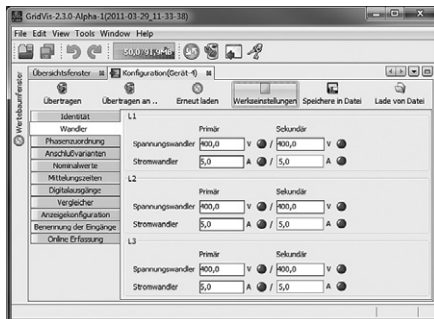 GridVis-2.3.0-Alpha-1(2011-03-29_11-33-38)
File Edit View Tools Window Help
50,0/91,9MB
Übersichtsfenster Konfiguration(Gerät-4)
Wertebaumfenster
Übertragen Übertragen an .. Erneut laden Werkseinstellungen Speichere in Datei Lade von Datei
Identität
Wandler
Phasenzuordnung
Anschlußvarianten
Nominalwerte
Mittelungszeiten
Digitalausgänge
Vergleicher
Anzeigekonfiguration
Benennung der Eingänge
Online Erfassung
L1
Primär Sekundär
Spannungswandler 400,0 V / 400,0 V
Stromwandler 5,0 A / 5,0 A
L2
Primär Sekundär
Spannungswandler 400,0 V / 400,0 V
Stromwandler 5,0 A / 5,0 A
L3
Primär Sekundär
Spannungswandler 400,0 V / 400,0 V
Stromwandler 5,0 A / 5,0 A